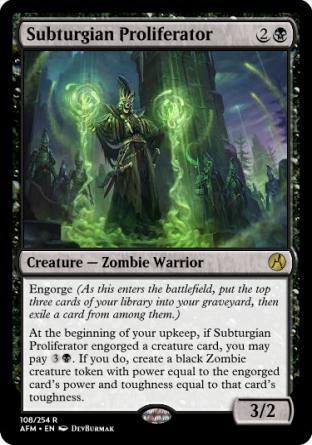 Subturgian Proliferator 2
Creature — Zombie Warrior
Engorge (As this enters the battlefield, put the top
three cards of your library into your graveyard, then
exile a card from among them.)
At the beginning of your upkeep, if Subturgian
Proliferator engorged a creature card, you may
pay 3. If you do, create a black Zombie
creature token with power equal to the engorged
card's power and toughness equal to that card's
toughness.
3/2
108/254 R
AFM • EN DevBurmak